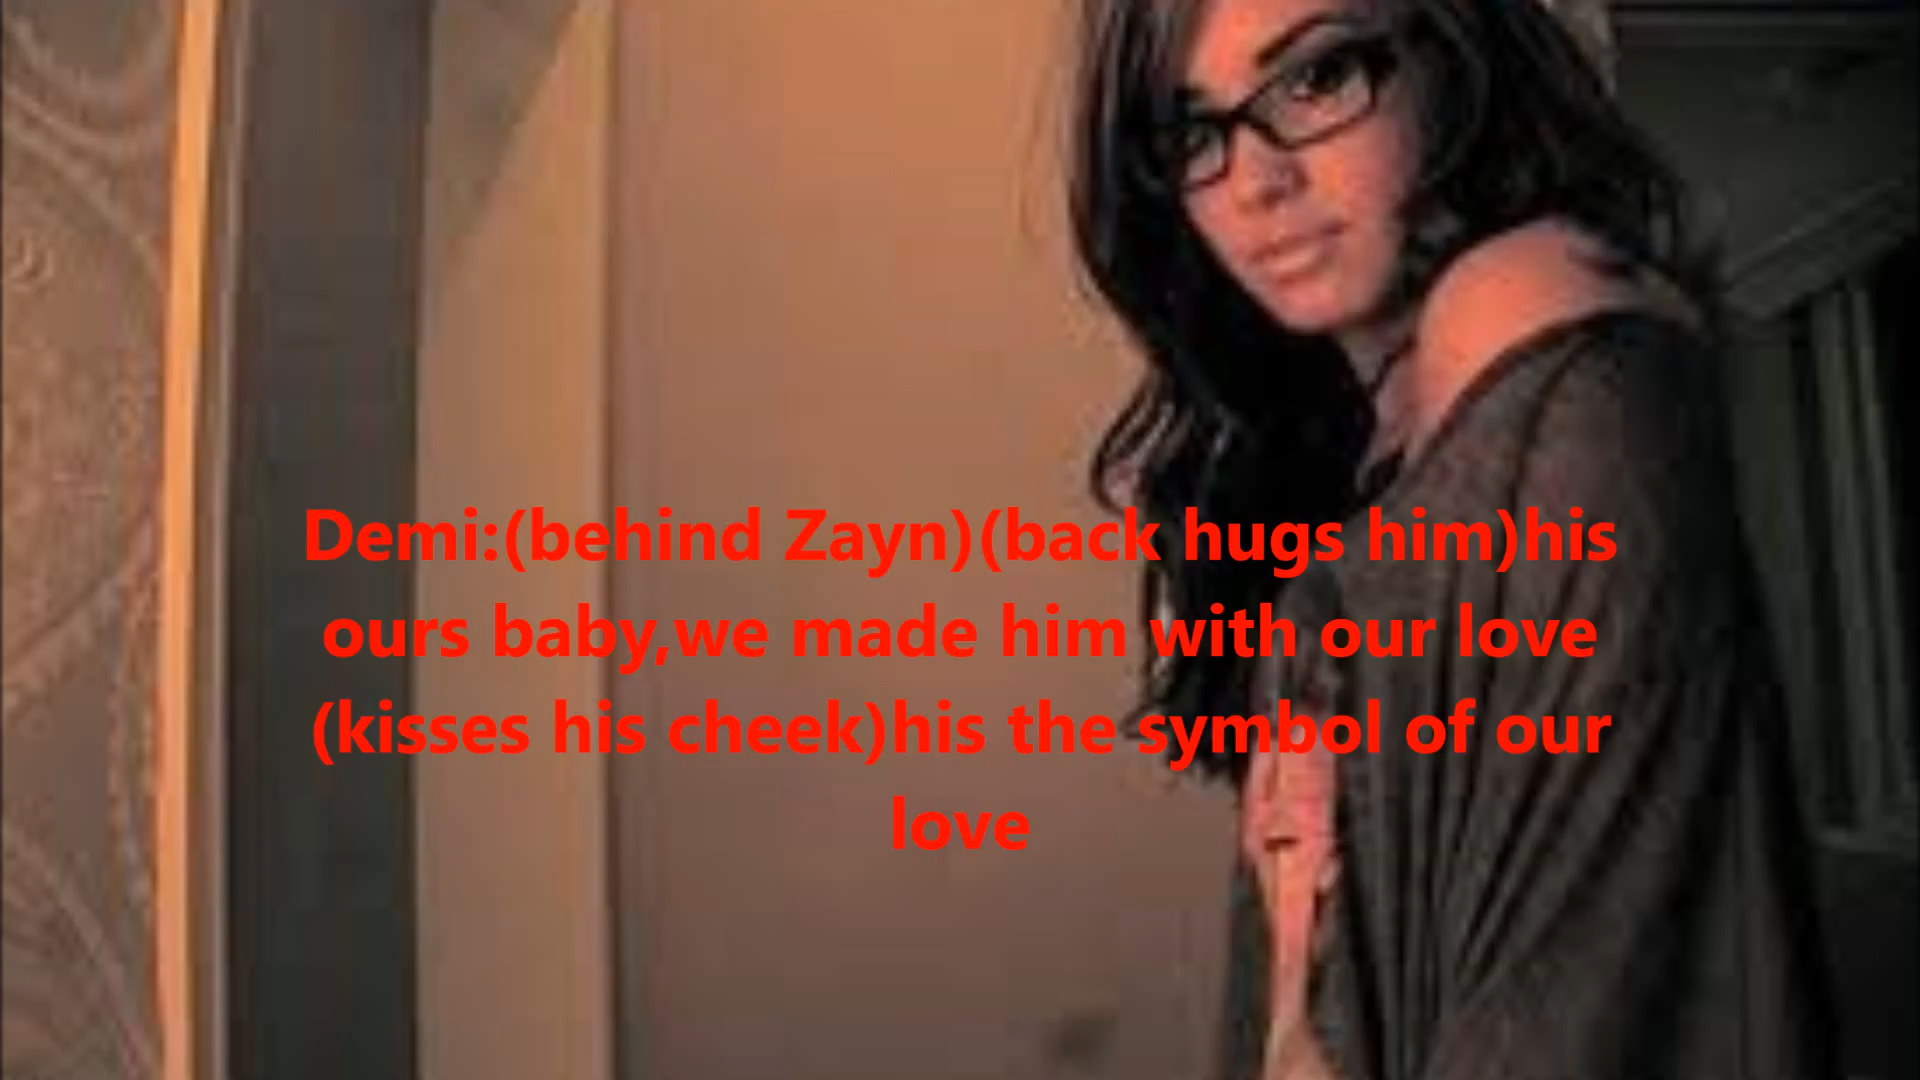 Demi:(behind Zayn)(back hugs him)his
ours baby,we made him with our love
(kisses his cheek)his the symbol of our
love